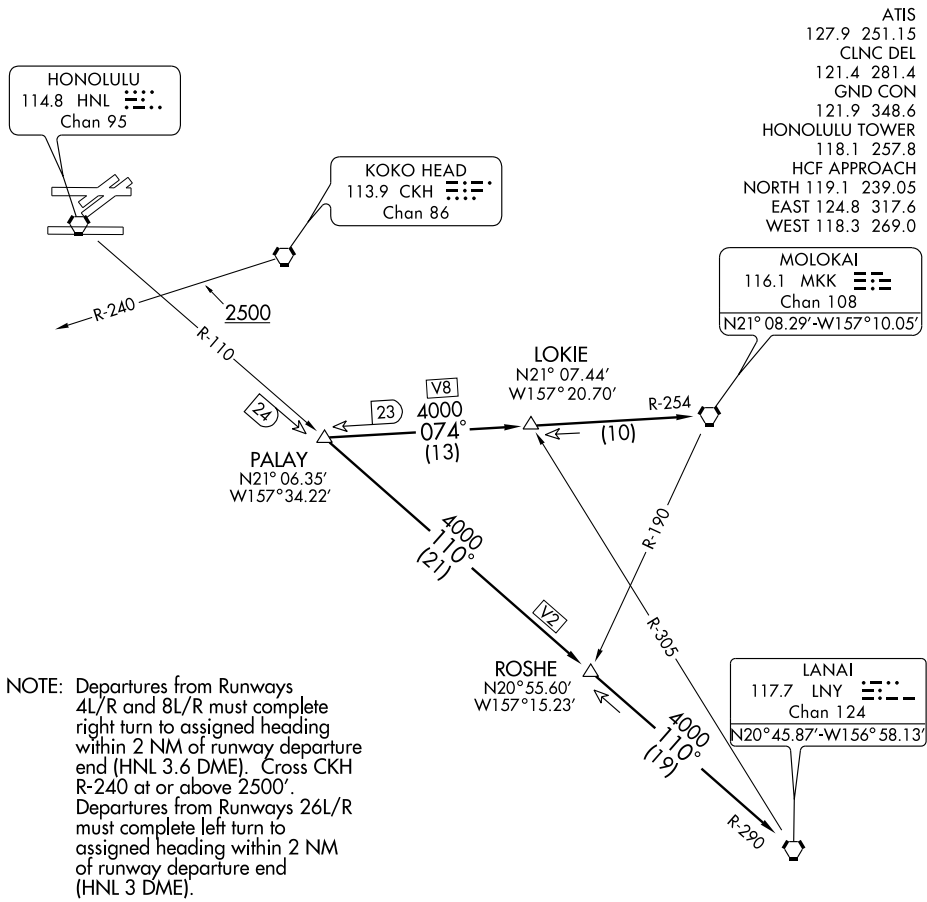 ATIS
127.9 251.15
CLNC DEL
121.4 281.4
GND CON
121.9 348.6
HONOLULU TOWER
118.1 257.8
HCF APPROACH
NORTH 119.1 239.05
EAST 124.8 317.6
WEST 118.3 269.0
HONOLULU
114.8 HNL
Chan 95
KOKO HEAD
113.9 CKH
Chan 86
MOLOKAI
116.1 MKK
Chan 108
N21° 08.29'-W157°10.05'
R-240
2500
R-110
LOKIE
N21° 07.44'
W157°20.70'
V8
4000
074°
(13)
R-254
(10)
24
23
PALAY
N21° 06.35'
W157°34.22'
4000
110°
(21)
V2
R-190
R-305
ROSHE
N20°55.60'
W157°15.23'
4000
110°
(19)
R-290
LANAI
117.7 LNY
Chan 124
N20°45.87'-W156°58.13'
NOTE: Departures from Runways
4L/R and 8L/R must complete
right turn to assigned heading
within 2 NM of runway departure
end (HNL 3.6 DME). Cross CKH
R-240 at or above 2500'.
Departures from Runways 26L/R
must complete left turn to
assigned heading within 2 NM
of runway departure end
(HNL 3 DME).